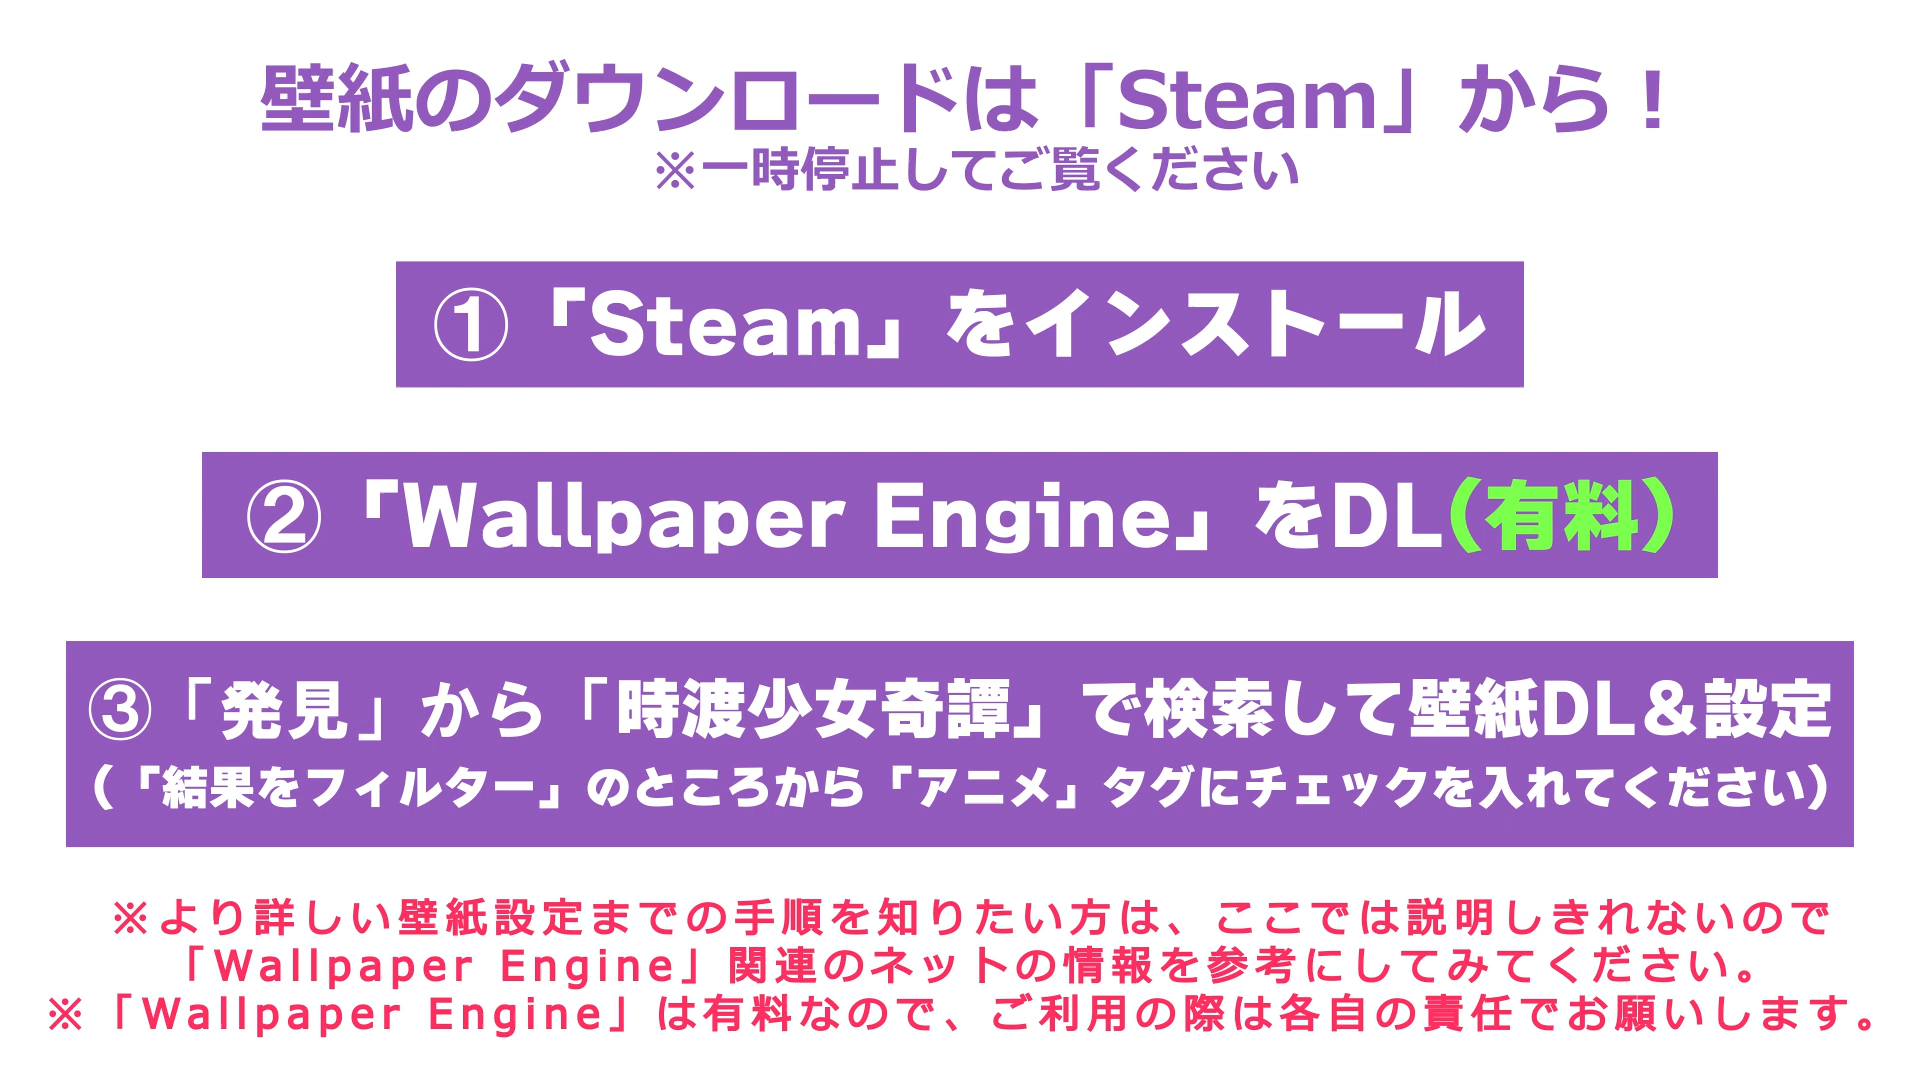 壁紙のダウンロードは「Steam」から！
※一時停止してご覧ください
①「Steam」をインストール
②「Wallpaper Engine」をDL(有料)
③「発見」から「時渡少女奇譚」で検索して壁紙DL＆設定
(「結果をフィルター」のところから「アニメ」タグにチェックを入れてください)
※より詳しい壁紙設定までの手順を知りたい方は、ここでは説明しきれないので
「Wallpaper Engine」関連のネットの情報を参考にしてみてください。
※「Wallpaper Engine」は有料なので、ご利用の際は各自の責任でお願いします。